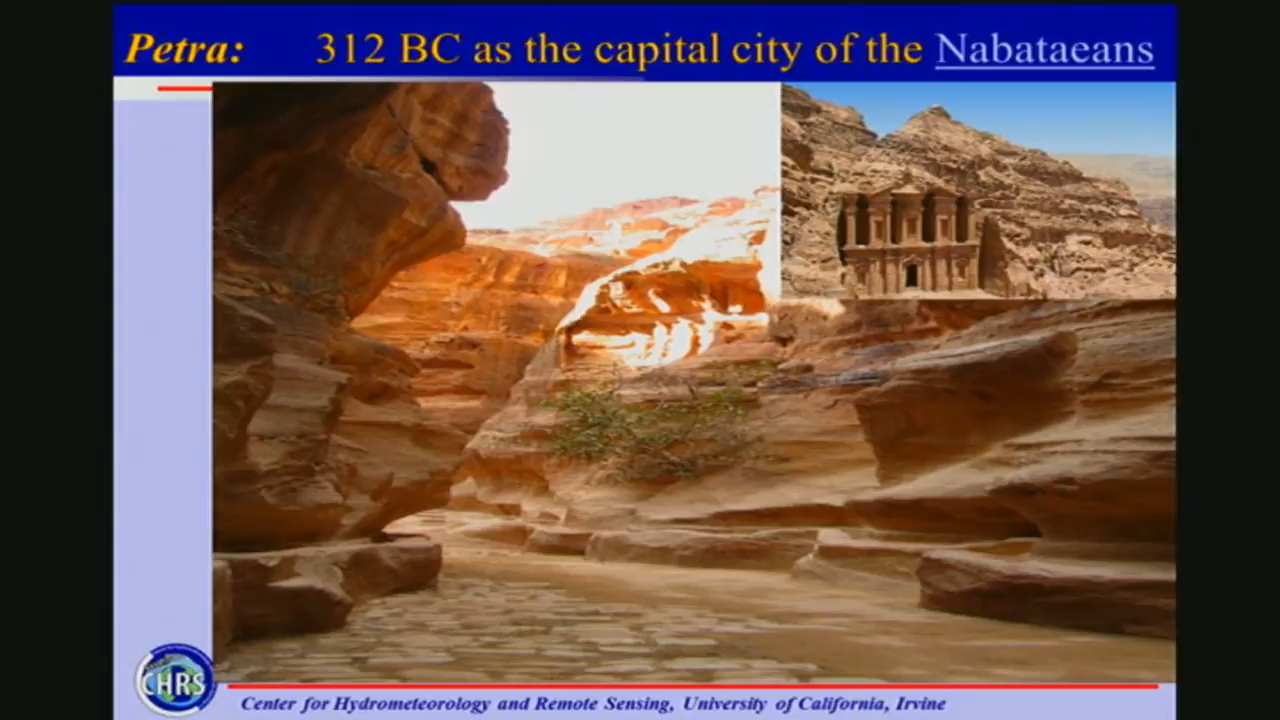 Petra: 312 BC as the capital city of the Nabataeans
CHRS
Center for Hydrometeorology and Remote Sensing, University of California, Irvine